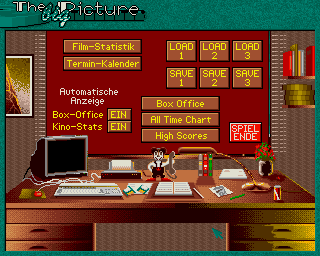 The big Picture
Film-Statistik
Termin-Kalender
LOAD 1
LOAD 2
LOAD 3
SAVE 1
SAVE 2
SAVE 3
Automatische
Anzeige
Box-Office EIN
Kino-Stats EIN
Box Office
All Time Chart
High Scores
SPIEL
ENDE